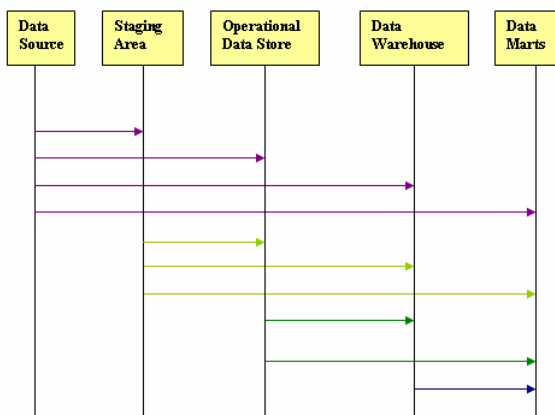 Data
Source
Staging
Area
Operational
Data Store
Data
Warehouse
Data
Marts